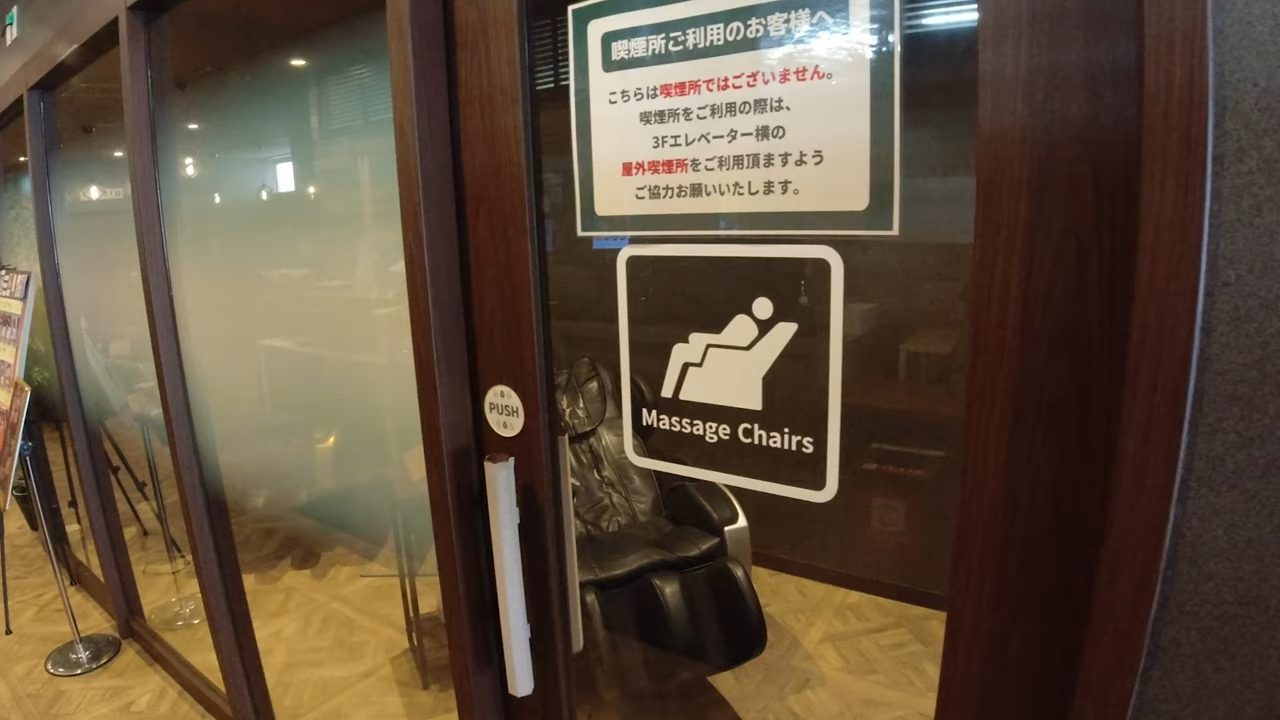 喫煙所ご利用のお客様へ
こちらは喫煙所ではございません。
喫煙所をご利用の際は、
3Fエレベーター横の
屋外喫煙所をご利用頂ますよう
ご協力お願いいたします。
Massage Chairs
PUSH